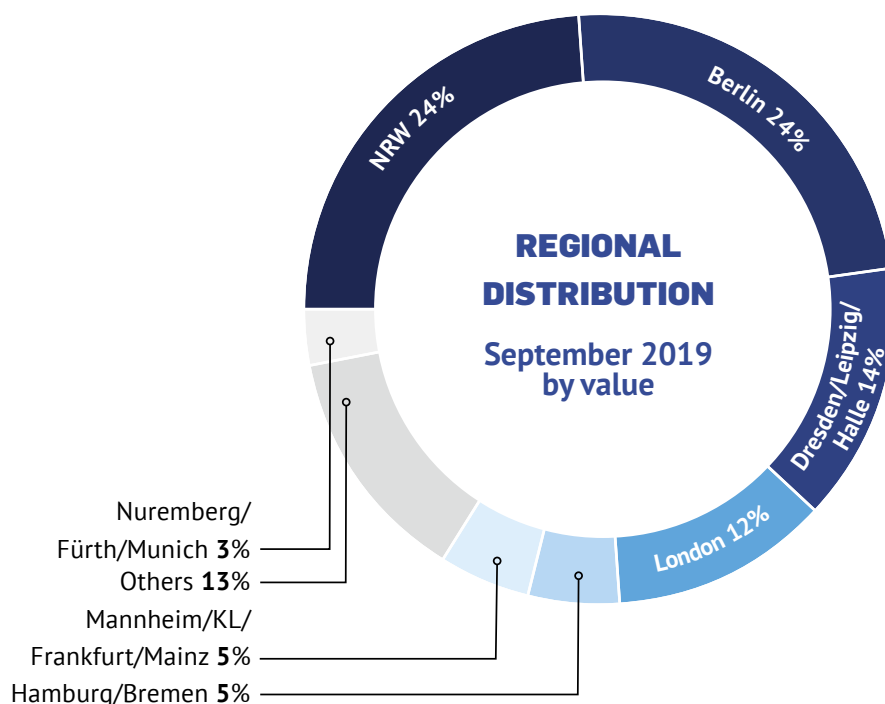 NRW 24%
Berlin 24%
REGIONAL
DISTRIBUTION
September 2019
by value
Dresden/Leipzig/
Halle 14%
London 12%
Nuremberg/
Fürth/Munich 3%
Others 13%
Mannheim/KL/
Frankfurt/Mainz 5%
Hamburg/Bremen 5%